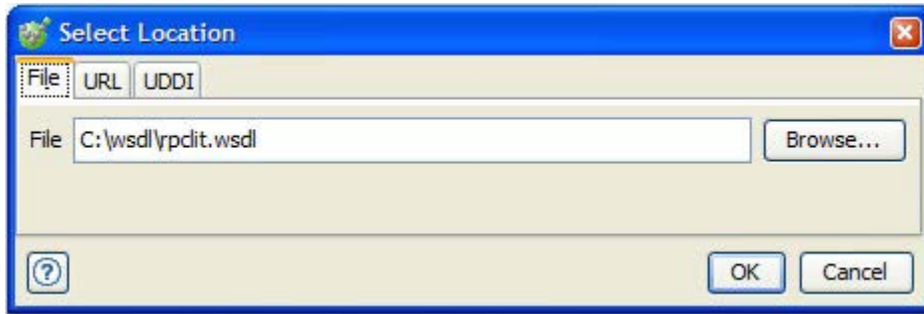 Select Location
File URL UDDI
File C:\wsdl\rpclit.wsdl Browse...
? OK Cancel